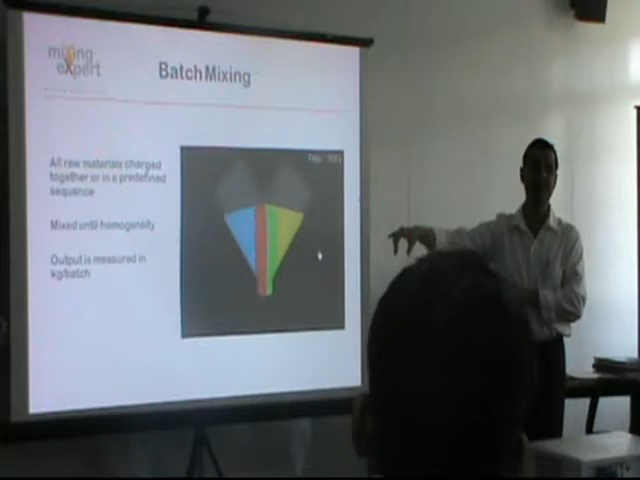 mixing
expert
Batch Mixing
All raw materials charged
together or in a predefined
sequence
Mixed until homogeneity
Output is measured in
kg/batch